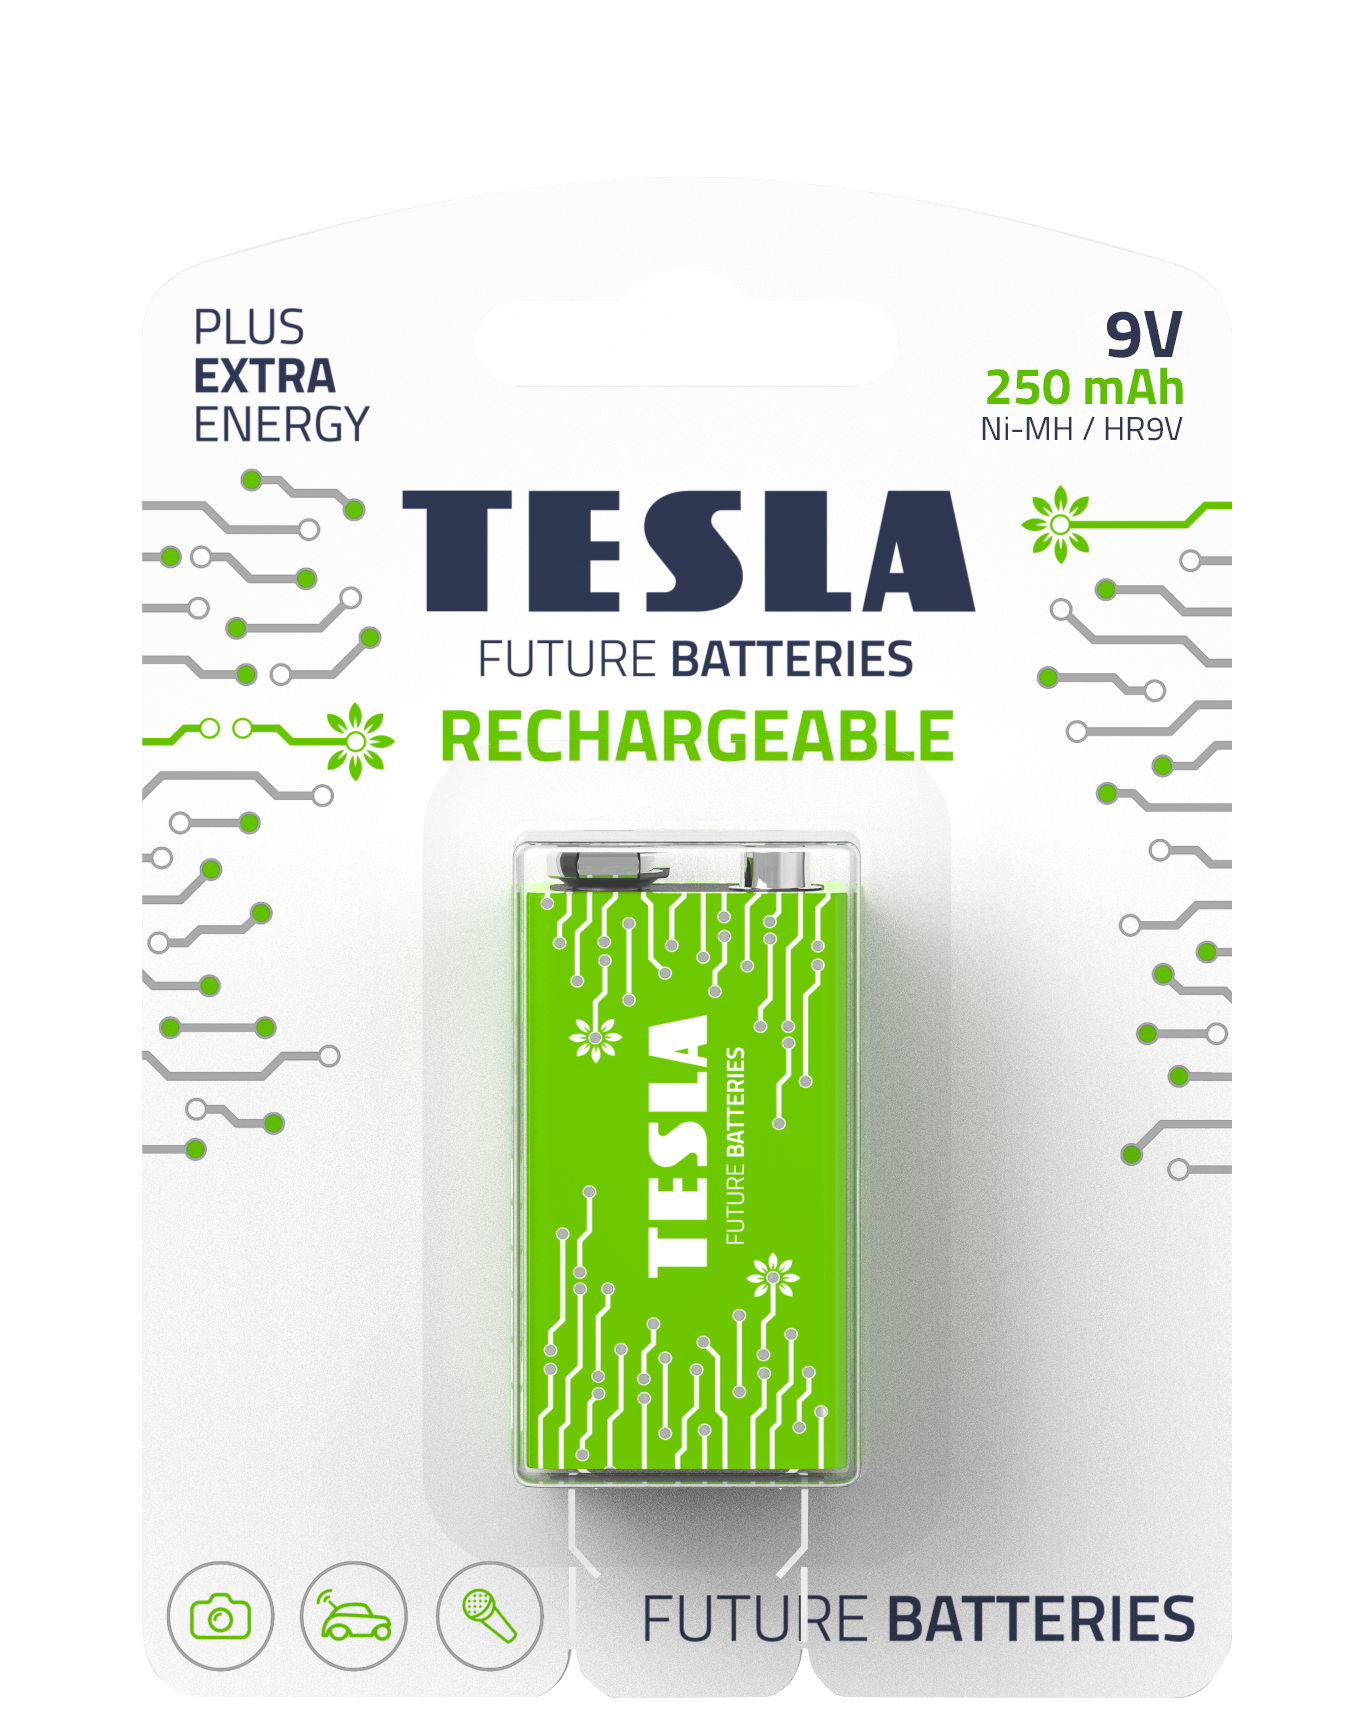 PLUS
EXTRA
ENERGY
9V
250 mAh
Ni-MH / HR9V
TESLA
FUTURE BATTERIES
RECHARGEABLE
TESLA
FUTURE BATTERIES
FUTURE BATTERIES